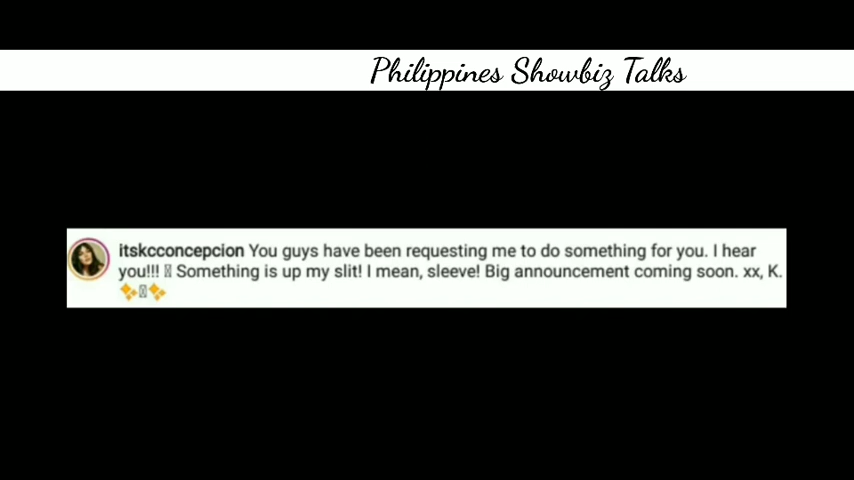 Philippines Showbiz Talks
itskcconcepcion You guys have been requesting me to do something for you. I hear
you!!! Something is up my slit! I mean, sleeve! Big announcement coming soon. xx, K.
✨✨